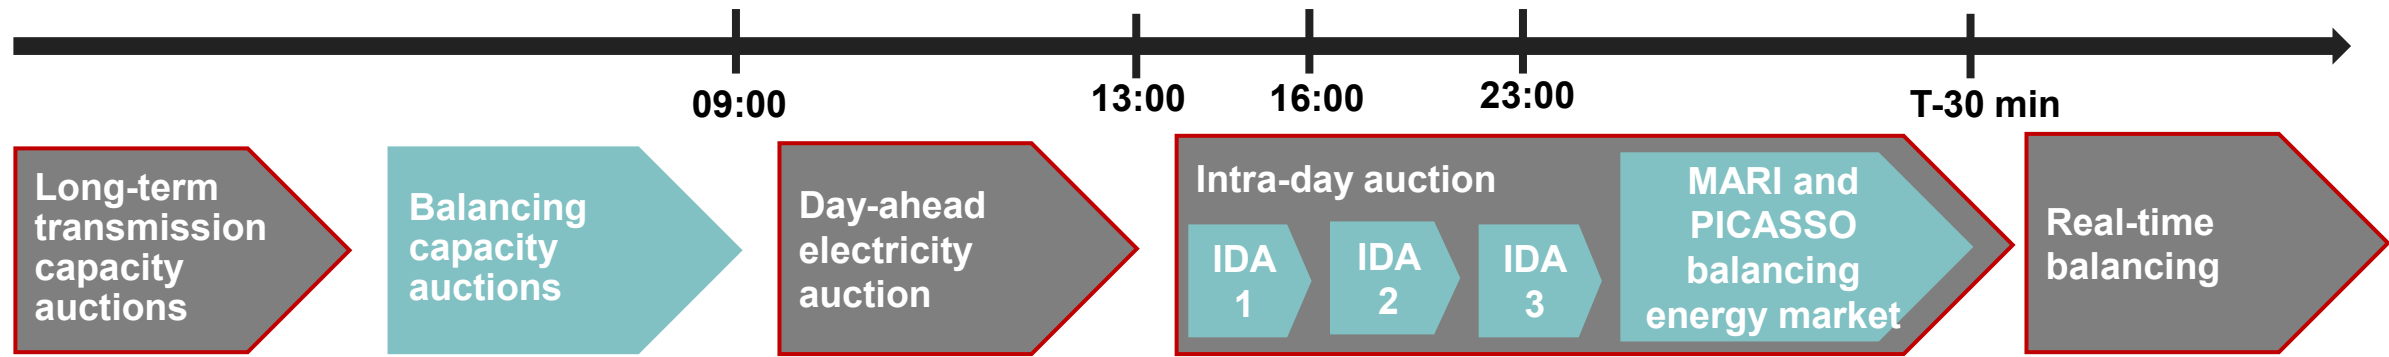 09:00
13:00
16:00
23:00
T-30 min
Long-term
transmission
capacity
auctions
Balancing
capacity
auctions
Day-ahead
electricity
auction
Intra-day auction
IDA
1
IDA
2
IDA
3
MARI and
PICASSO
balancing
energy market
Real-time
balancing